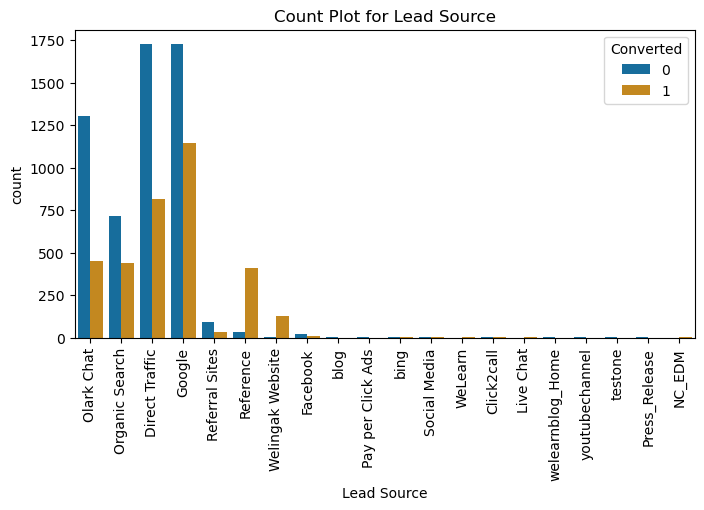 Count Plot for Lead Source
Converted
0
1
count
1750
1500
1250
1000
750
500
250
0
Olark Chat
Organic Search
Direct Traffic
Google
Referral Sites
Reference
Welingak Website
Facebook
blog
Pay per Click Ads
bing
Social Media
WeLearn
Click2call
Live Chat
welearnblog_Home
youtubechannel
testone
Press_Release
NC_EDM
Lead Source